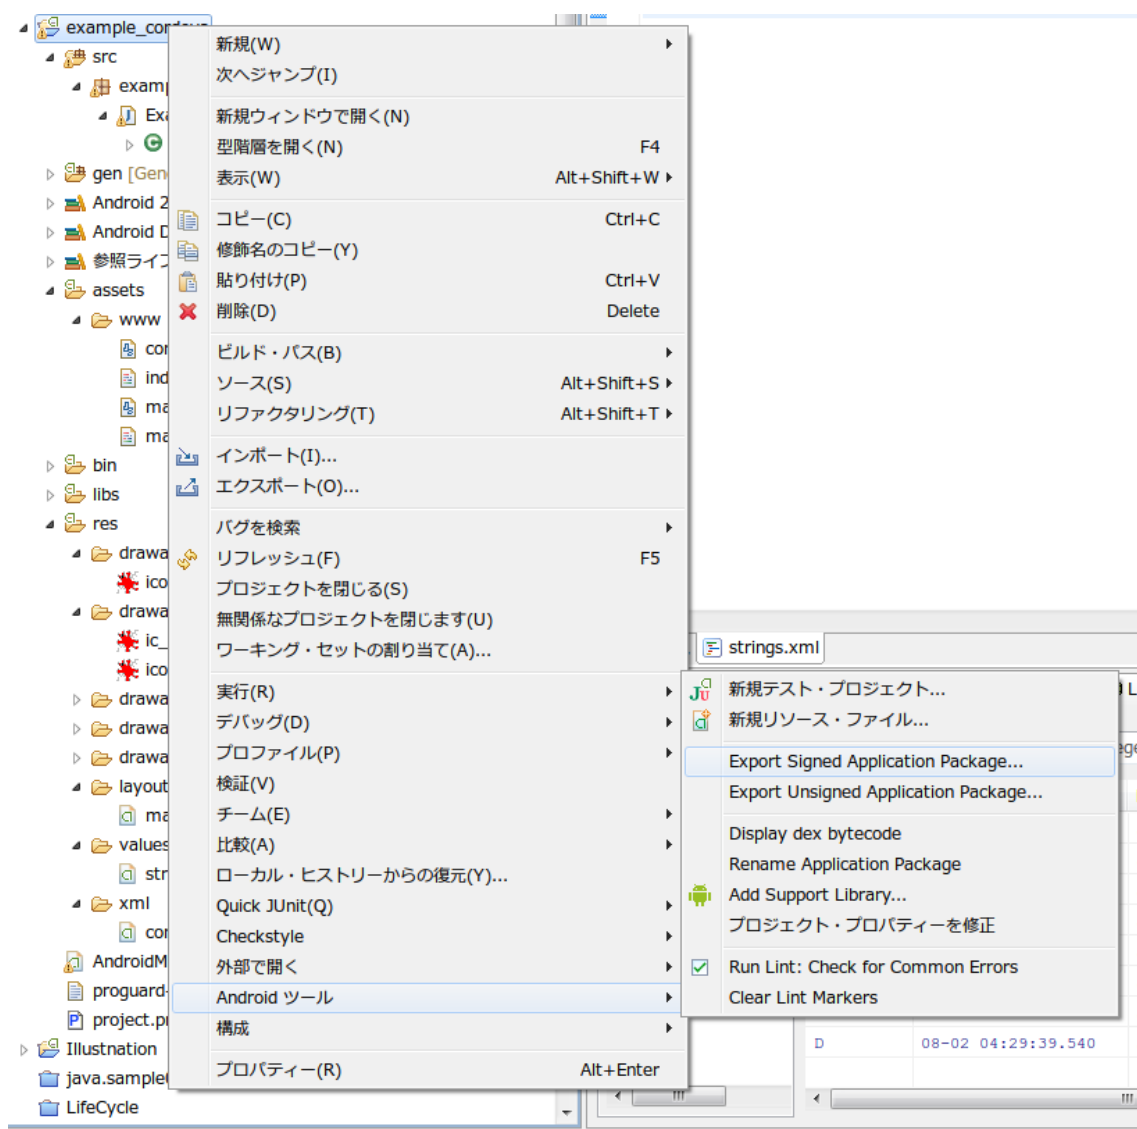 example_cordova
src
examp
Exa
gen [Gen
Android 2
Android D
参照ライブ
assets
www
cor
ind
ma
ma
bin
libs
res
drawa
ico
drawa
ic_
ico
drawa
drawa
drawa
layout
ma
values
str
xml
cor
AndroidM
proguard-
project.pr
Illustnation
java.sample
LifeCycle
新規(W)
次へジャンプ(I)
新規ウィンドウで開く(N)
型階層を開く(N) F4
表示(W) Alt+Shift+W
コピー(C) Ctrl+C
修飾名のコピー(Y)
貼り付け(P) Ctrl+V
削除(D) Delete
ビルド・パス(B)
ソース(S) Alt+Shift+S
リファクタリング(T) Alt+Shift+T
インポート(I)...
エクスポート(O)...
バグを検索
リフレッシュ(F) F5
プロジェクトを閉じる(S)
無関係なプロジェクトを閉じます(U)
ワーキング・セットの割り当て(A)...
実行(R)
デバッグ(D)
プロファイル(P)
検証(V)
チーム(E)
比較(A)
ローカル・ヒストリーからの復元(Y)...
Quick JUnit(Q)
Checkstyle
外部で開く
Android ツール
構成
プロパティー(R) Alt+Enter
strings.xml
新規テスト・プロジェクト...
新規リソース・ファイル...
Export Signed Application Package...
Export Unsigned Application Package...
Display dex bytecode
Rename Application Package
Add Support Library...
プロジェクト・プロパティーを修正
Run Lint: Check for Common Errors
Clear Lint Markers
D 08-02 04:29:39.540